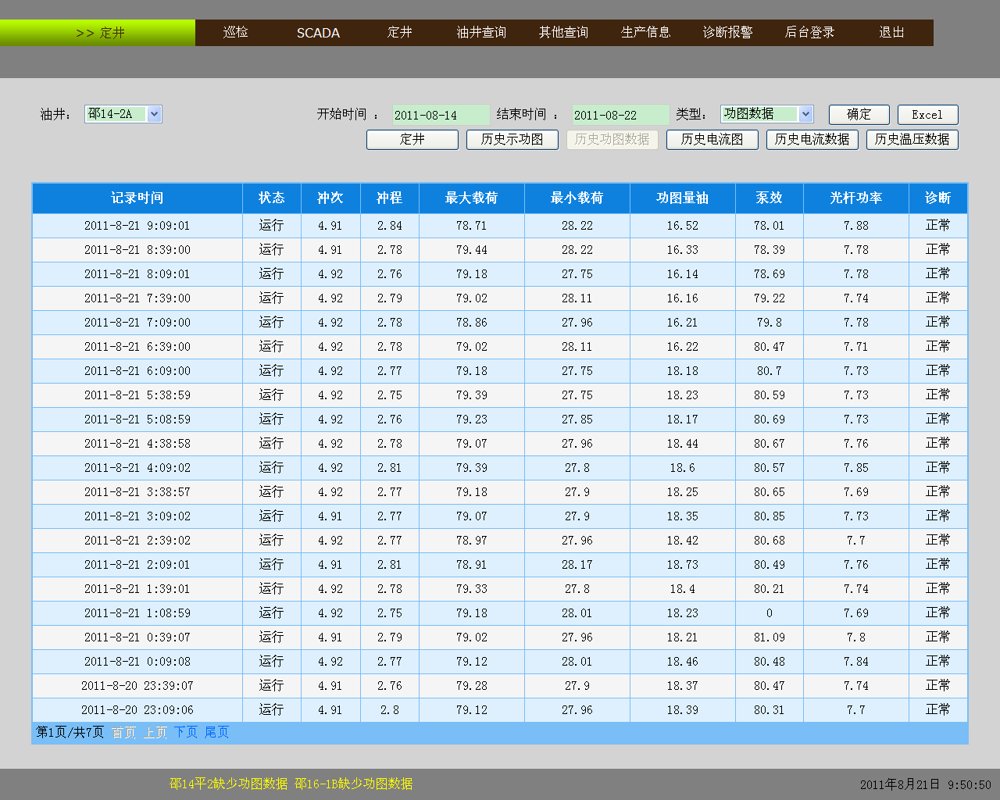 >> 定井 巡检 SCADA 定井 油井查询 其他查询 生产信息 诊断报警 后台登录 退出
油井： 邵14-2A 开始时间 ： 2011-08-14 结束时间 ： 2011-08-22 类型： 功图数据 确定 Excel
定井 历史示功图 历史功图数据 历史电流图 历史电流数据 历史温压数据
记录时间 状态 冲次 冲程 最大载荷 最小载荷 功图量油 泵效 光杆功率 诊断
2011-8-21 9:09:01 运行 4.91 2.84 78.71 28.22 16.52 78.01 7.88 正常
2011-8-21 8:39:00 运行 4.91 2.78 79.44 28.22 16.33 78.39 7.78 正常
2011-8-21 8:09:01 运行 4.92 2.76 79.18 27.75 16.14 78.69 7.78 正常
2011-8-21 7:39:00 运行 4.92 2.79 79.02 28.11 16.16 79.22 7.74 正常
2011-8-21 7:09:00 运行 4.92 2.78 78.86 27.96 16.21 79.8 7.78 正常
2011-8-21 6:39:00 运行 4.92 2.78 79.02 28.11 16.22 80.47 7.71 正常
2011-8-21 6:09:00 运行 4.92 2.77 79.18 27.75 18.18 80.7 7.73 正常
2011-8-21 5:38:59 运行 4.92 2.75 79.39 27.75 18.23 80.59 7.73 正常
2011-8-21 5:08:59 运行 4.92 2.76 79.23 27.85 18.17 80.69 7.73 正常
2011-8-21 4:38:58 运行 4.92 2.78 79.07 27.96 18.44 80.67 7.76 正常
2011-8-21 4:09:02 运行 4.92 2.81 79.39 27.8 18.6 80.57 7.85 正常
2011-8-21 3:38:57 运行 4.92 2.77 79.18 27.9 18.25 80.65 7.69 正常
2011-8-21 3:09:02 运行 4.91 2.77 79.07 27.9 18.35 80.85 7.73 正常
2011-8-21 2:39:02 运行 4.92 2.77 78.97 27.96 18.42 80.68 7.7 正常
2011-8-21 2:09:01 运行 4.91 2.81 78.91 28.17 18.73 80.49 7.76 正常
2011-8-21 1:39:01 运行 4.92 2.78 79.33 27.8 18.4 80.21 7.74 正常
2011-8-21 1:08:59 运行 4.92 2.75 79.18 28.01 18.23 0 7.69 正常
2011-8-21 0:39:07 运行 4.91 2.79 79.02 27.96 18.21 81.09 7.8 正常
2011-8-21 0:09:08 运行 4.92 2.77 79.12 28.01 18.46 80.48 7.84 正常
2011-8-20 23:39:07 运行 4.91 2.76 79.28 27.9 18.37 80.47 7.74 正常
2011-8-20 23:09:06 运行 4.91 2.8 79.12 27.96 18.39 80.31 7.7 正常
第1页/共7页 首页 上页 下页 尾页
邵14平2缺少功图数据 邵16-1B缺少功图数据 2011年8月21日 9:50:50